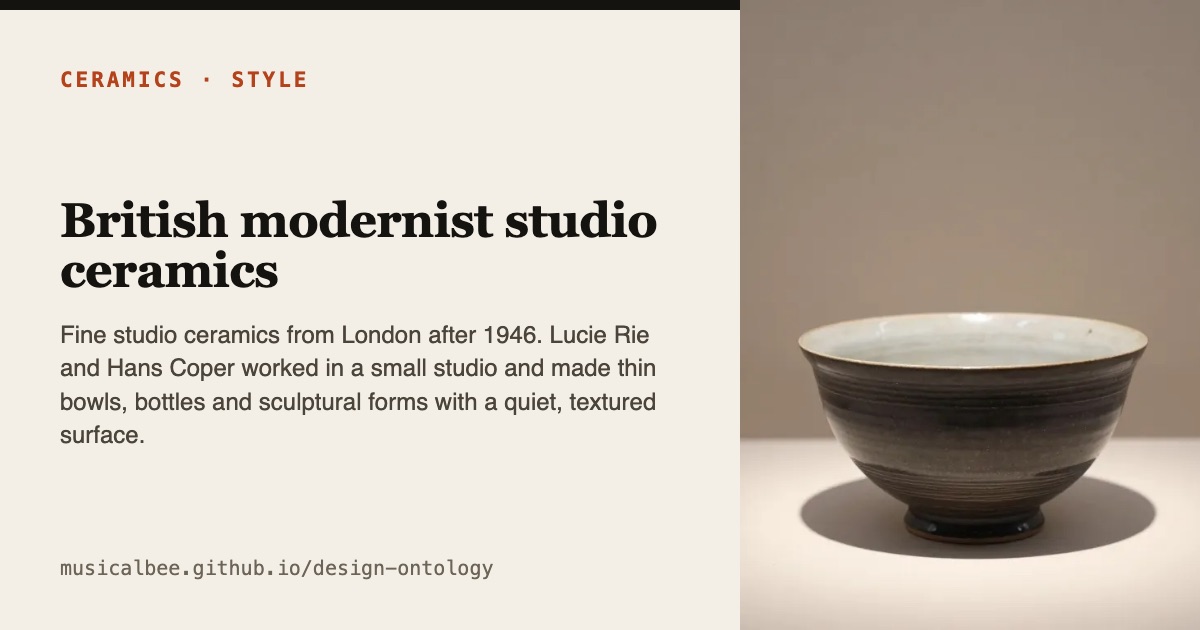 CERAMICS · STYLE
British modernist studio
ceramics
Fine studio ceramics from London after 1946. Lucie Rie
and Hans Coper worked in a small studio and made thin
bowls, bottles and sculptural forms with a quiet, textured
surface.
musicalbee.github.io/design-ontology